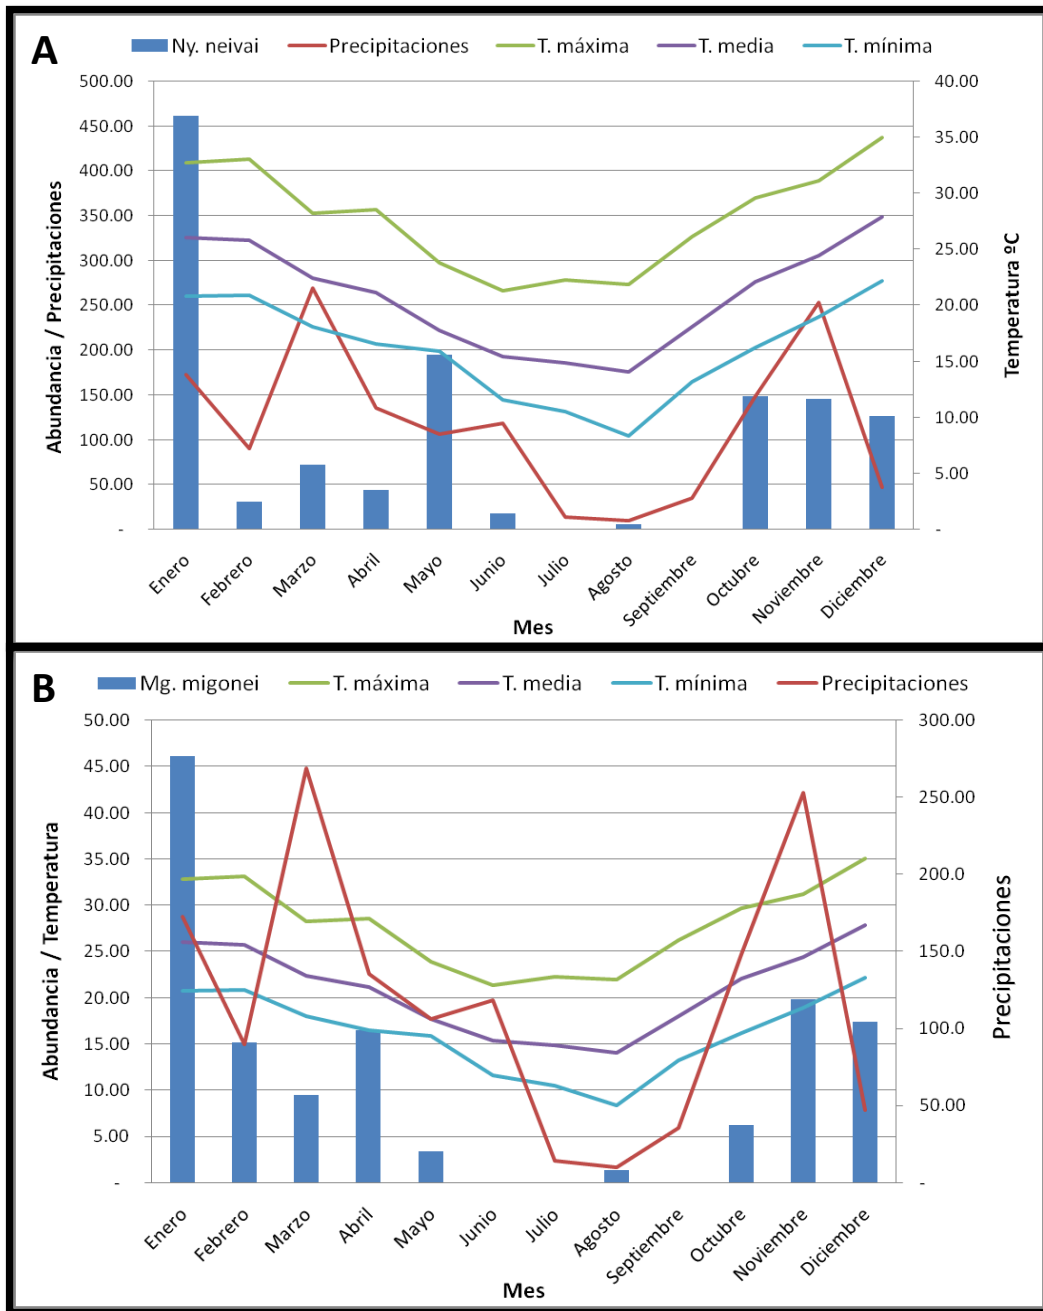 A
Ny. neivai Precipitaciones T. máxima T. media T. mínima
500.00 40.00
450.00 35.00
400.00 30.00
350.00 25.00
300.00 20.00
250.00 15.00
200.00 10.00
150.00 5.00
100.00 -
50.00
-
Abundancia / Precipitaciones
Temperatura ºC
Enero Febrero Marzo Abril Mayo Junio Julio Agosto Septiembre Octubre Noviembre Diciembre
Mes
B
Mg. migonei T. máxima T. media T. mínima Precipitaciones
50.00 300.00
45.00 250.00
40.00 200.0
35.00 150.0
30.00 100.0
25.00 50.00
20.00 -
15.00
10.00
5.00
-
Abundancia / Temperatura
Precipitaciones
Enero Febrero Marzo Abril Mayo Junio Julio Agosto Septiembre Octubre Noviembre Diciembre
Mes